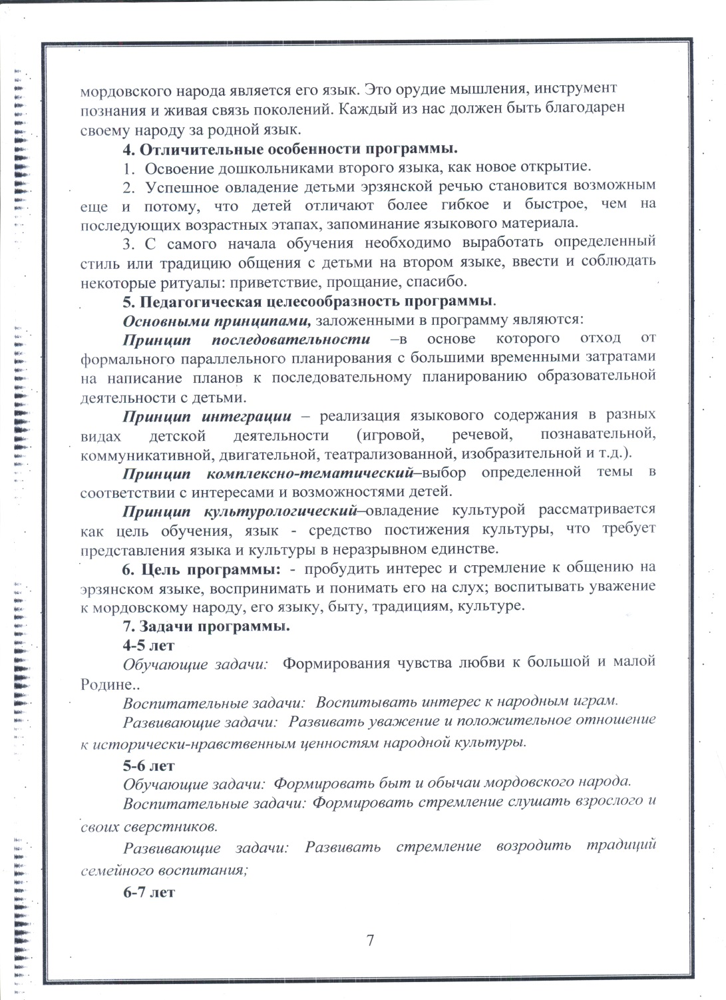 мордовского народа является его язык. Это орудие мышления, инструмент
познания и живая связь поколений. Каждый из нас должен быть благодарен
своему народу за родной язык.
4. Отличительные особенности программы.
1. Освоение дошкольниками второго языка, как новое открытие.
2. Успешное овладение детьми эрзянской речью становится возможным
еще и потому, что детей отличают более гибкое и быстрое, чем на
последующих возрастных этапах, запоминание языкового материала.
3. С самого начала обучения необходимо выработать определенный
стиль или традицию общения с детьми на втором языке, ввести и соблюдать
некоторые ритуалы: приветствие, прощание, спасибо.
5. Педагогическая целесообразность программы.
Основными принципами, заложенными в программу являются:
Принцип последовательности –в основе которого отход от
формального параллельного планирования с большими временными затратами
на написание планов к последовательному планированию образовательной
деятельности с детьми.
Принцип интеграции – реализация языкового содержания в разных
видах детской деятельности (игровой, речевой, познавательной,
коммуникативной, двигательной, театрализованной, изобразительной и т.д.).
Принцип комплексно-тематический–выбор определенной темы в
соответствии с интересами и возможностями детей.
Принцип культурологический–овладение культурой рассматривается
как цель обучения, язык - средство постижения культуры, что требует
представления языка и культуры в неразрывном единстве.
6. Цель программы: - пробудить интерес и стремление к общению на
эрзянском языке, воспринимать и понимать его на слух; воспитывать уважение
к мордовскому народу, его языку, быту, традициям, культуре.
7. Задачи программы.
4-5 лет
Обучающие задачи: Формирования чувства любви к большой и малой
Родине..
Воспитательные задачи: Воспитывать интерес к народным играм.
Развивающие задачи: Развивать уважение и положительное отношение
к исторически-нравственным ценностям народной культуры.
5-6 лет
Обучающие задачи: Формировать быт и обычаи мордовского народа.
Воспитательные задачи: Формировать стремление слушать взрослого и
своих сверстников.
Развивающие задачи: Развивать стремление возродить традиций
семейного воспитания;
6-7 лет
7